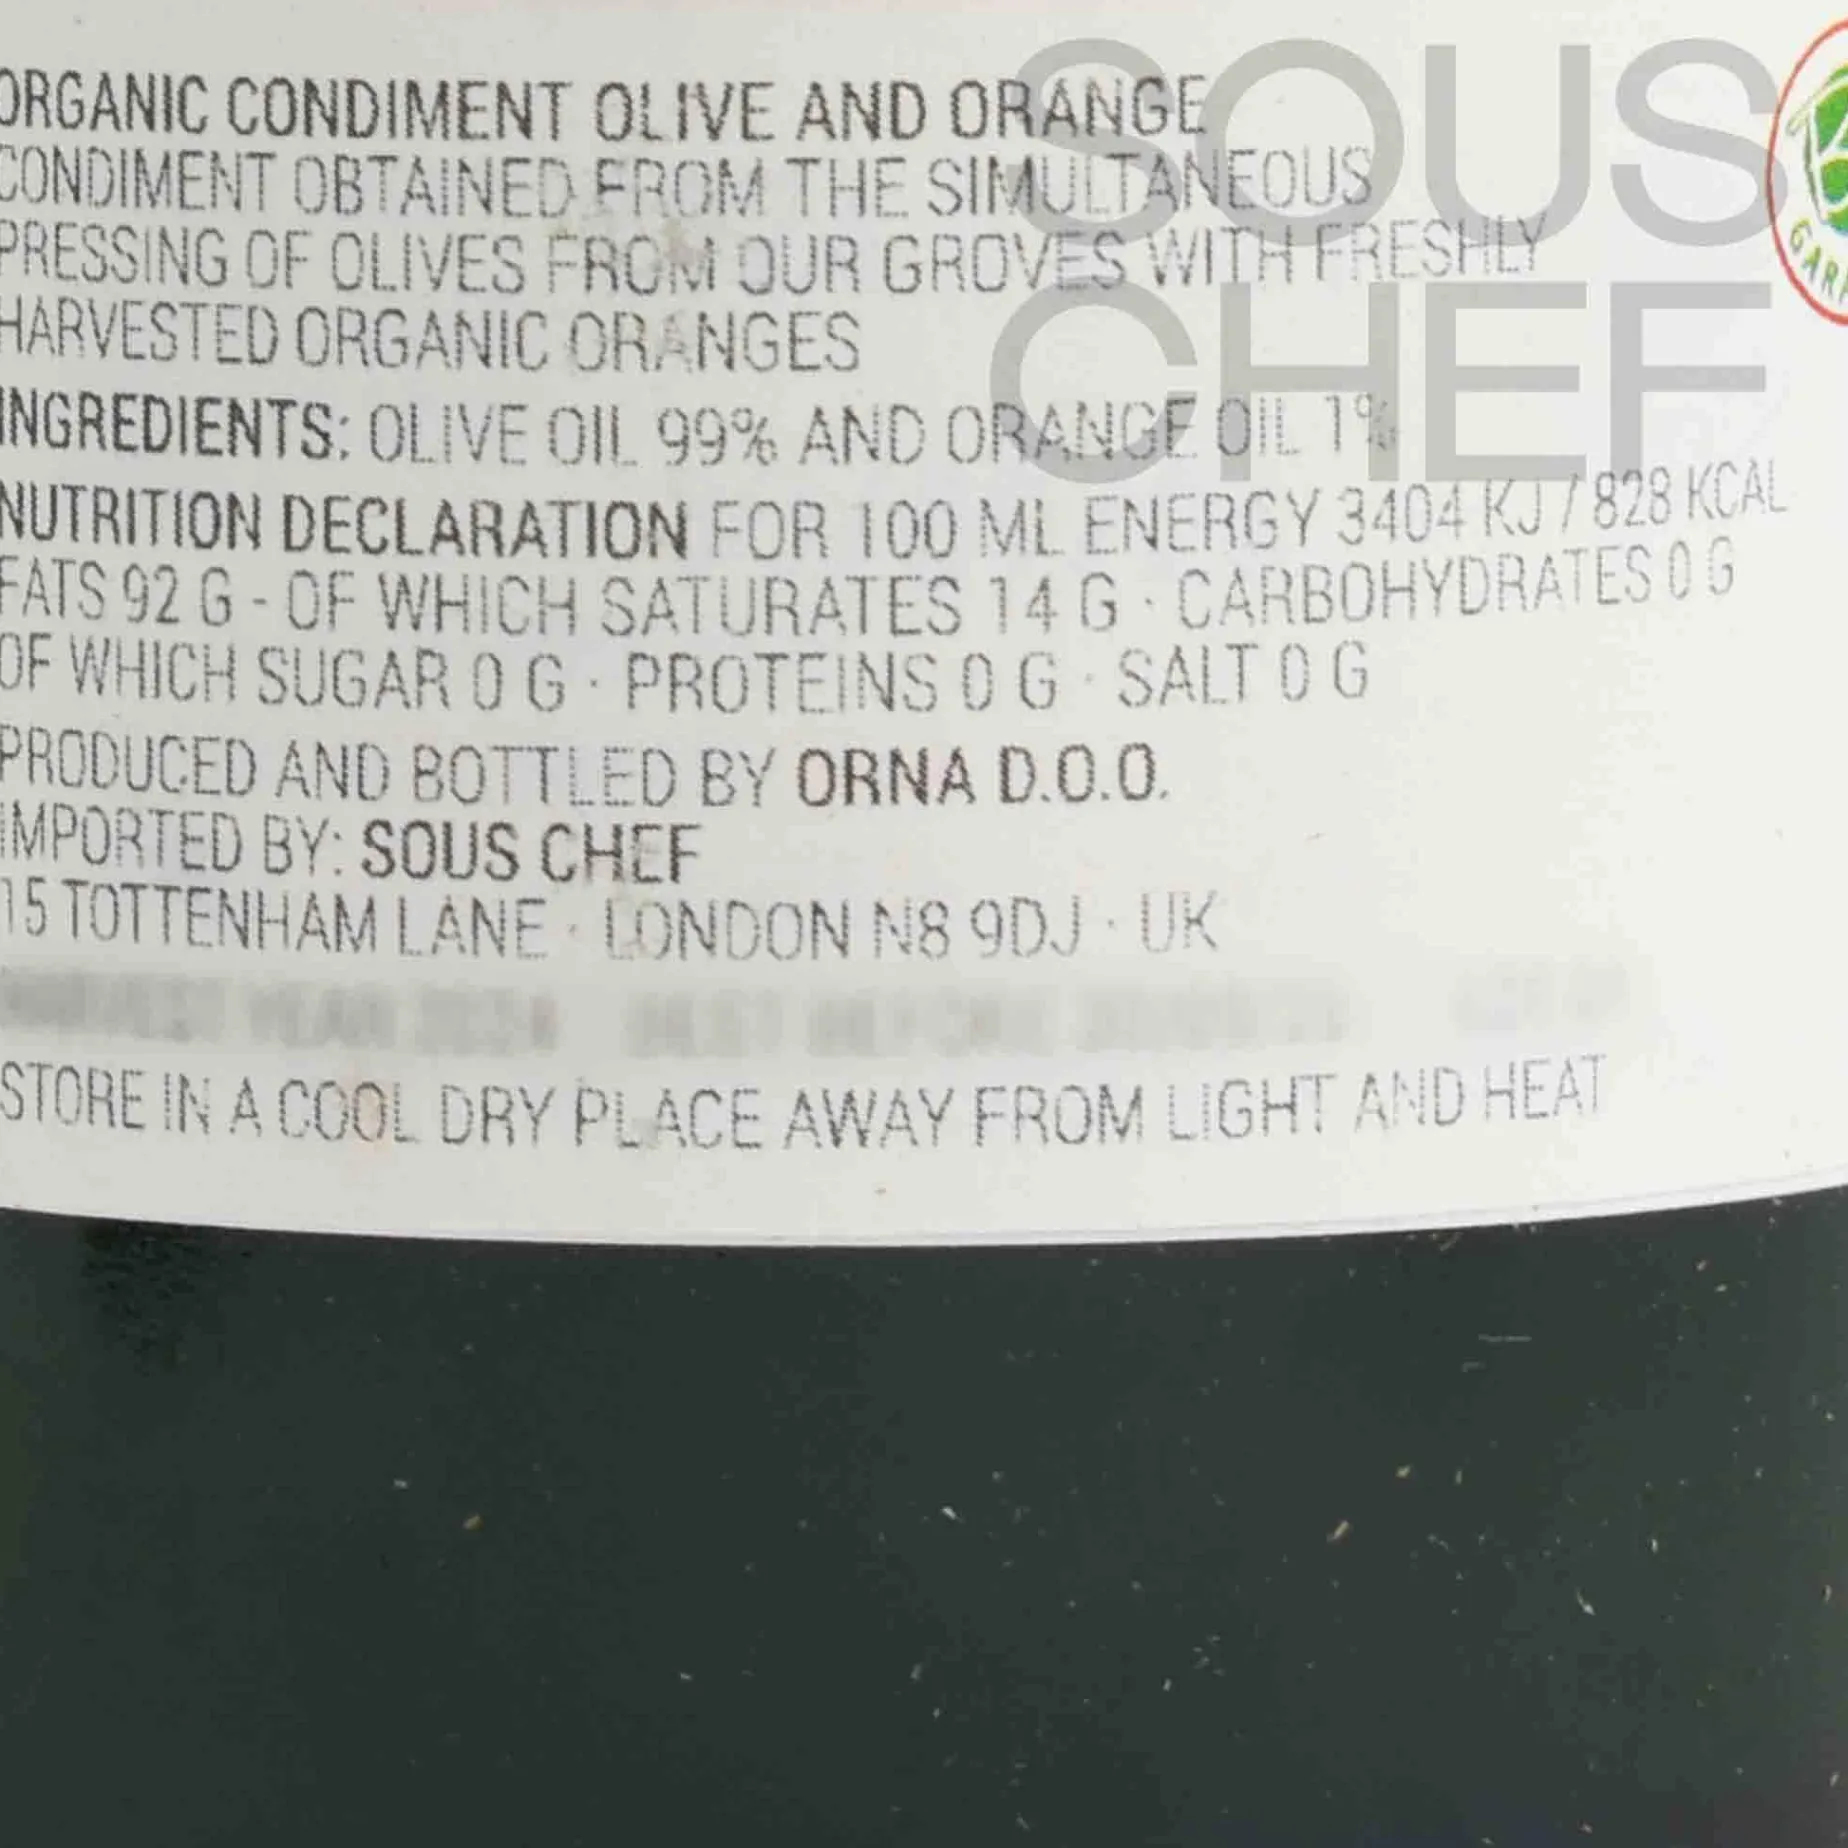 ORGANIC CONDIMENT OLIVE AND ORANGE
CONDIMENT OBTAINED FROM THE SIMULTANEOUS
PRESSING OF OLIVES FROM OUR GROVES WITH FRESHLY
HARVESTED ORGANIC ORANGES
INGREDIENTS: OLIVE OIL 99% AND ORANGE OIL 1%
NUTRITION DECLARATION FOR 100 ML ENERGY 3404 KJ / 828 KCAL
FATS 92 G - OF WHICH SATURATES 14 G · CARBOHYDRATES 0 G
OF WHICH SUGAR 0 G · PROTEINS 0 G · SALT 0 G
PRODUCED AND BOTTLED BY ORNA D.O.O.
IMPORTED BY: SOUS CHEF
15 TOTTENHAM LANE · LONDON N8 9DJ · UK
STORE IN A COOL DRY PLACE AWAY FROM LIGHT AND HEAT
SOUS
CHEF